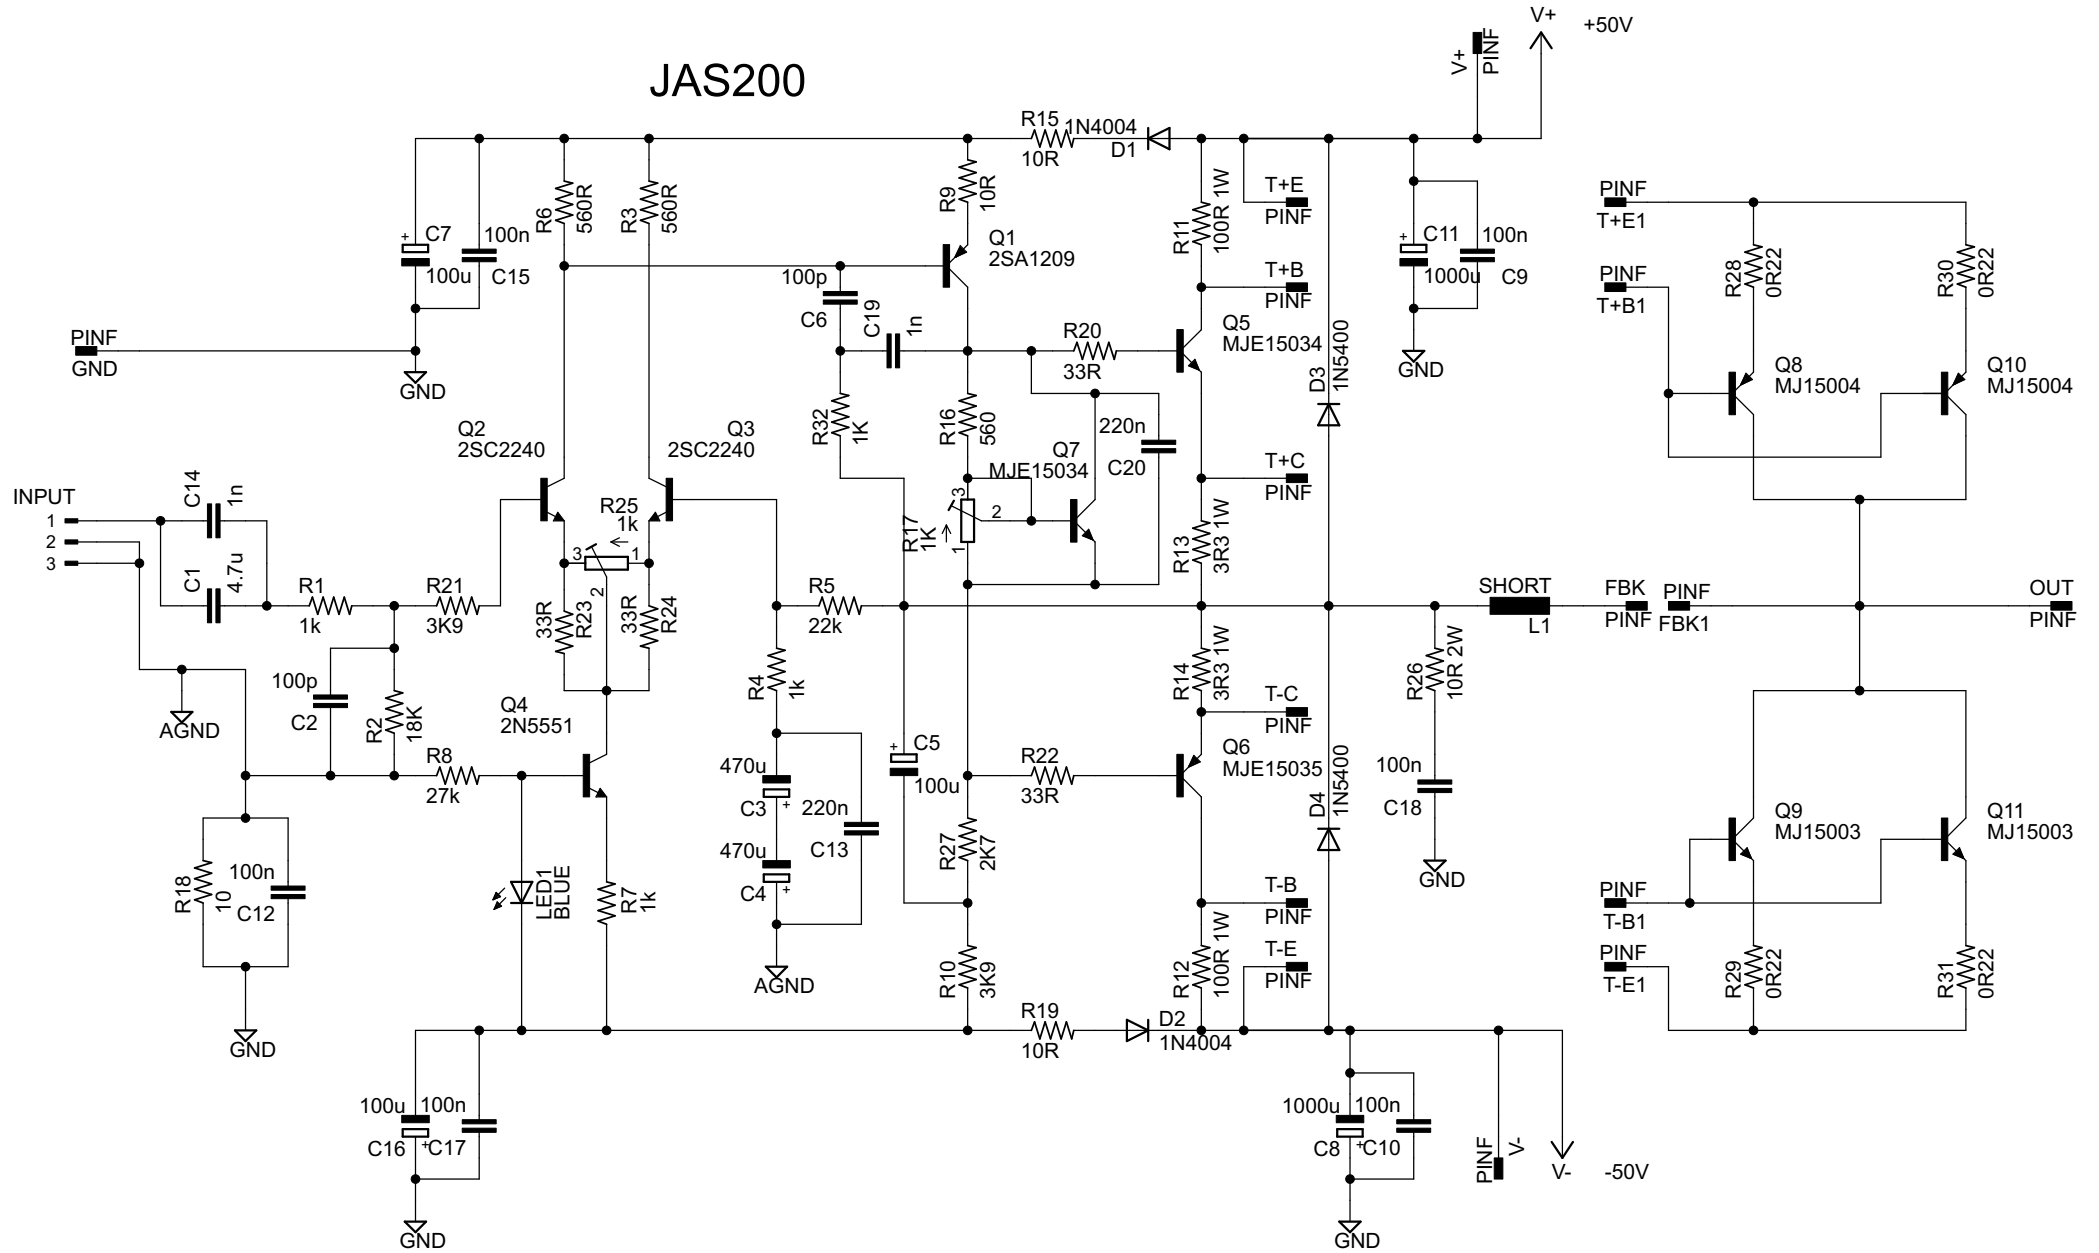 JAS200
V+
+50V
V+
PINF
R15
10R
1N4004
D1
R6
560R
R3
560R
R9
10R
R11
100R 1W
T+E
PINF
T+B
PINF
C7
100u
100n
C15
+
Q1
2SA1209
100p
C6
C19
1n
+
C11
1000u
100n
C9
GND
PINF
T+E1
PINF
T+B1
R28
0R22
R30
0R22
Q8
MJ15004
Q10
MJ15004
PINF
GND
GND
R20
33R
Q5
MJE15034
D3
1N5400
R32
1K
R16
560
220n
C20
Q7
MJE15034
T+C
PINF
Q2
2SC2240
Q3
2SC2240
INPUT
1
2
3
C14
1n
C1
4.7u
R1
1k
R21
3K9
R25
1k
3
1
2
33R
R23
33R
R24
R17
1K
3
2
1
R13
3R3 1W
R5
22k
SHORT
L1
FBK
PINF
PINF
FBK1
OUT
PINF
R4
1k
R14
3R3 1W
R26
10R 2W
T-C
PINF
AGND
100p
C2
R2
18K
R8
27k
Q4
2N5551
470u
C3
+
220n
C13
470u
C4
+
AGND
+
C5
100u
R22
33R
Q6
MJE15035
D4
1N5400
100n
C18
GND
Q9
MJ15003
Q11
MJ15003
R18
10
100n
C12
GND
LED1
BLUE
R7
1k
R27
2K7
R10
3K9
T-B
PINF
T-E
PINF
R12
100R 1W
PINF
T-B1
PINF
T-E1
R29
0R22
R31
0R22
R19
10R
D2
1N4004
100u
C16
+
100n
C17
GND
1000u
C8
+
100n
C10
GND
PINF
V-
V-
-50V